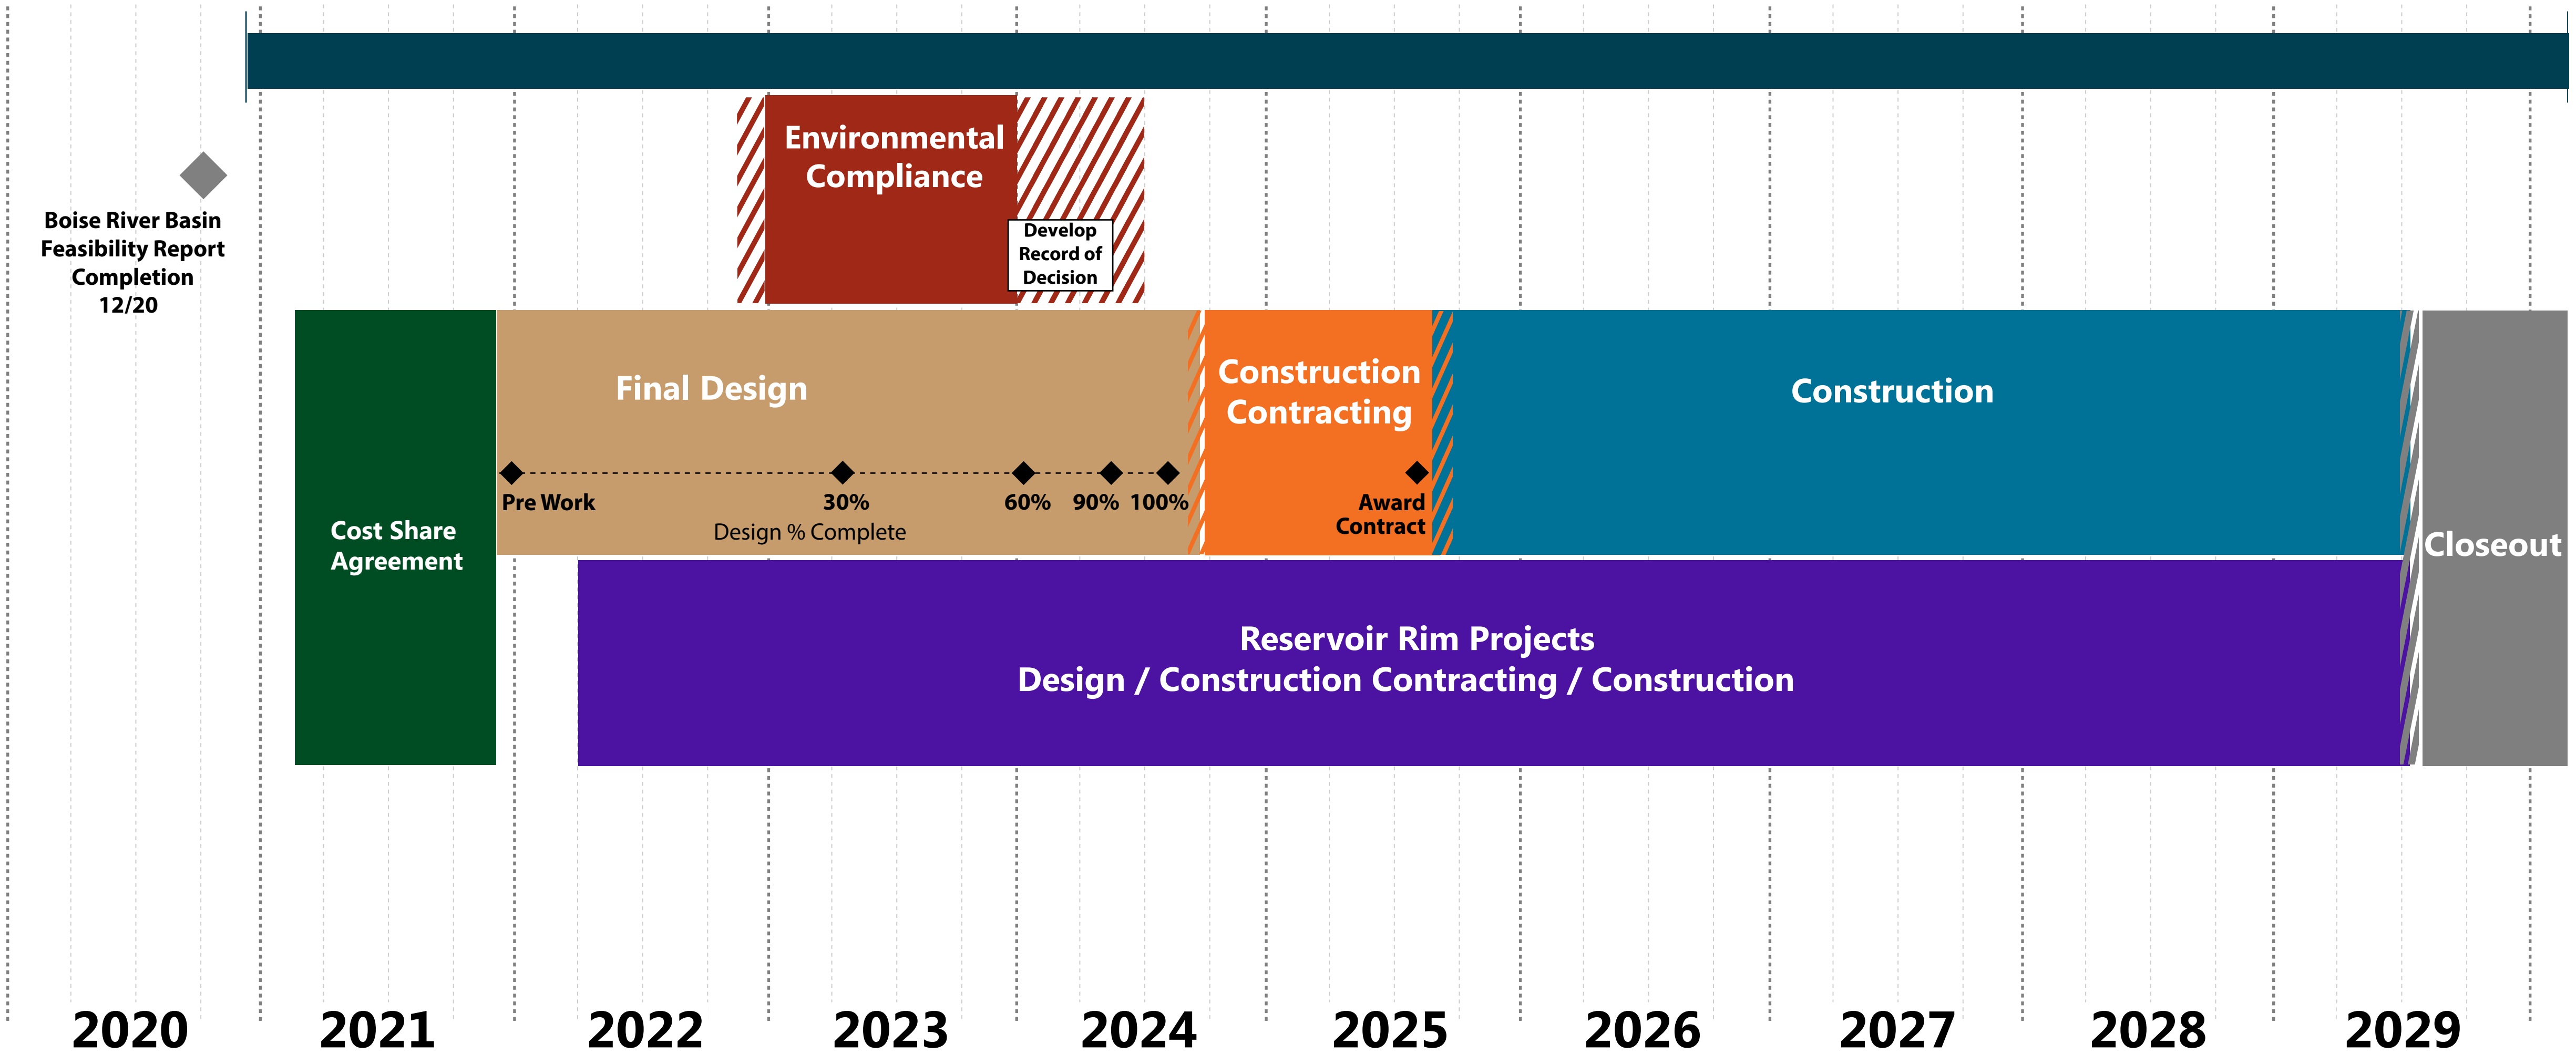 Environmental
Compliance
Develop
Record of
Decision
Boise River Basin
Feasibility Report
Completion
12/20
Cost Share
Agreement
Final Design
Pre Work
30%
60%
90%
100%
Design % Complete
Construction
Contracting
Award
Contract
Construction
Closeout
Reservoir Rim Projects
Design / Construction Contracting / Construction
2020
2021
2022
2023
2024
2025
2026
2027
2028
2029